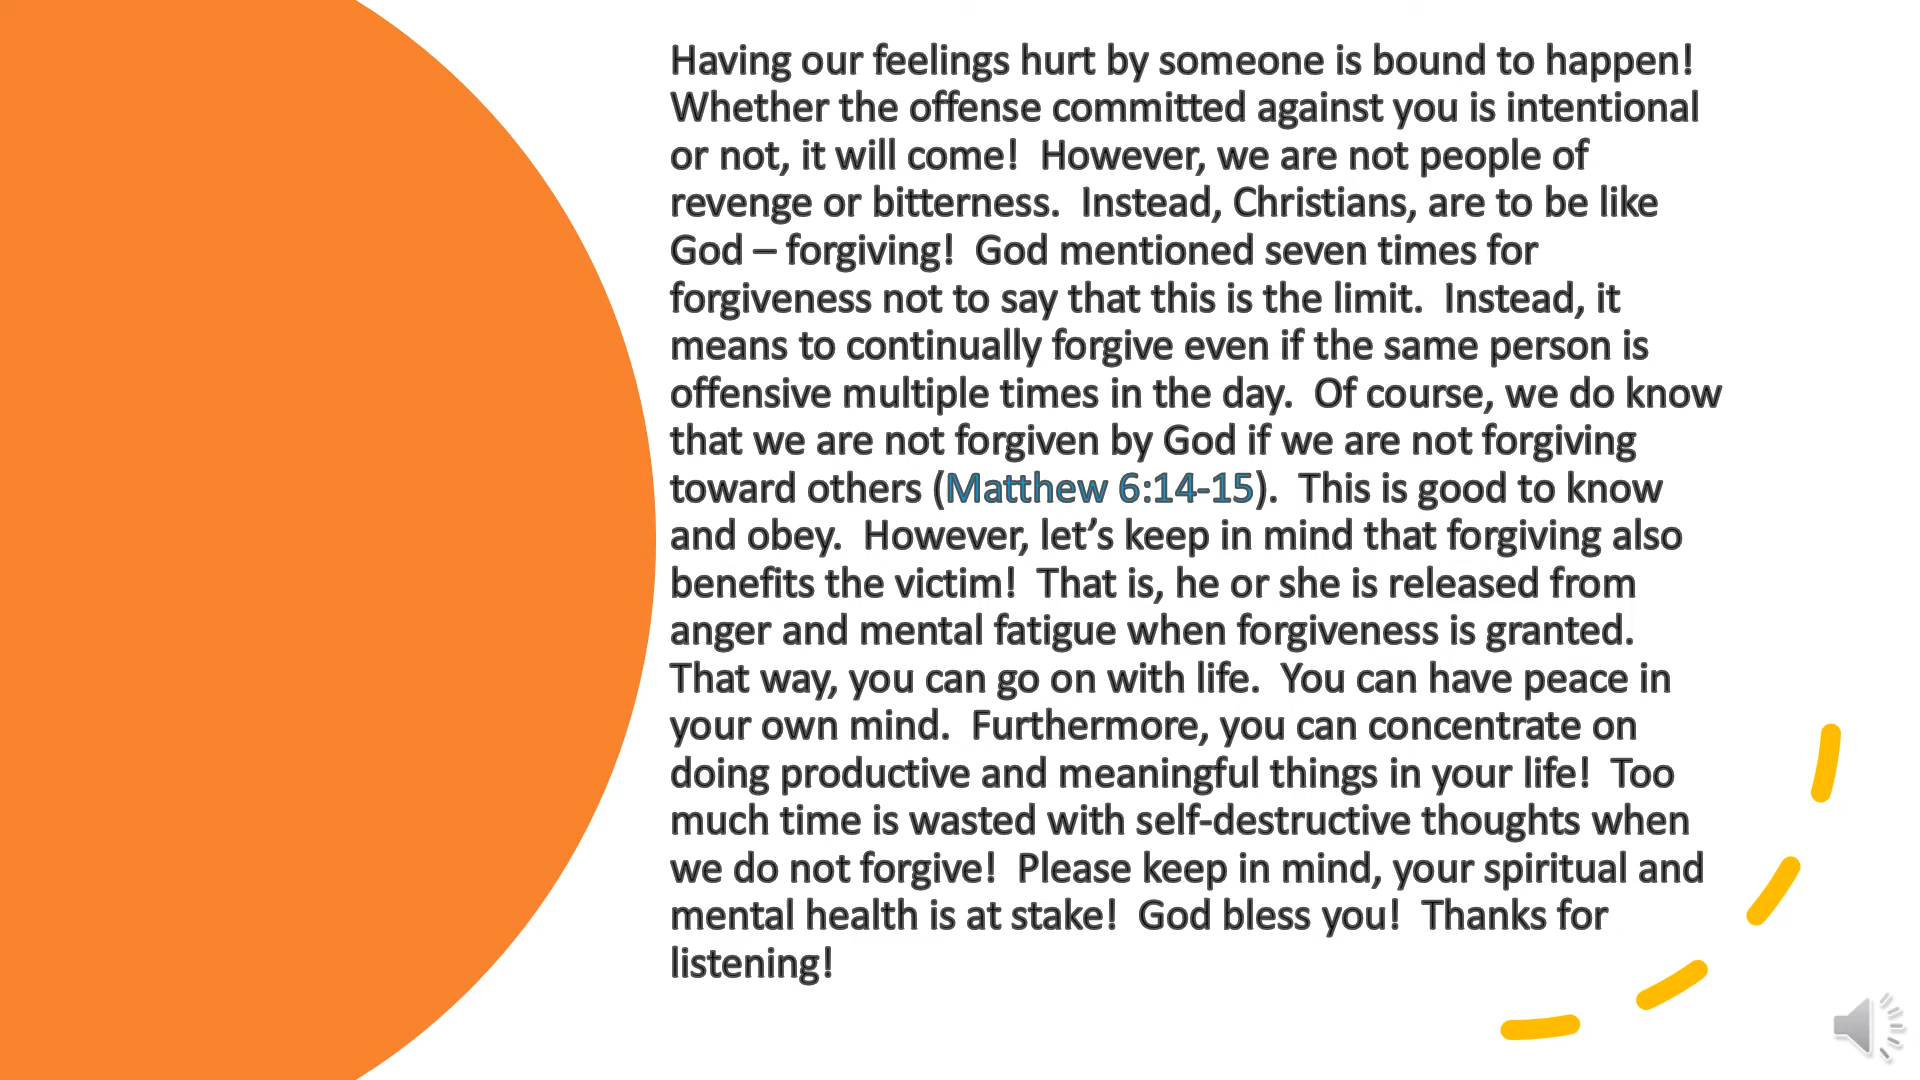 Having our feelings hurt by someone is bound to happen!
Whether the offense committed against you is intentional
or not, it will come!  However, we are not people of
revenge or bitterness.  Instead, Christians, are to be like
God – forgiving!  God mentioned seven times for
forgiveness not to say that this is the limit.  Instead, it
means to continually forgive even if the same person is
offensive multiple times in the day.  Of course, we do know
that we are not forgiven by God if we are not forgiving
toward others (Matthew 6:14-15).  This is good to know
and obey.  However, let’s keep in mind that forgiving also
benefits the victim!  That is, he or she is released from
anger and mental fatigue when forgiveness is granted.
That way, you can go on with life.  You can have peace in
your own mind.  Furthermore, you can concentrate on
doing productive and meaningful things in your life!  Too
much time is wasted with self-destructive thoughts when
we do not forgive!  Please keep in mind, your spiritual and
mental health is at stake!  God bless you!  Thanks for
listening!